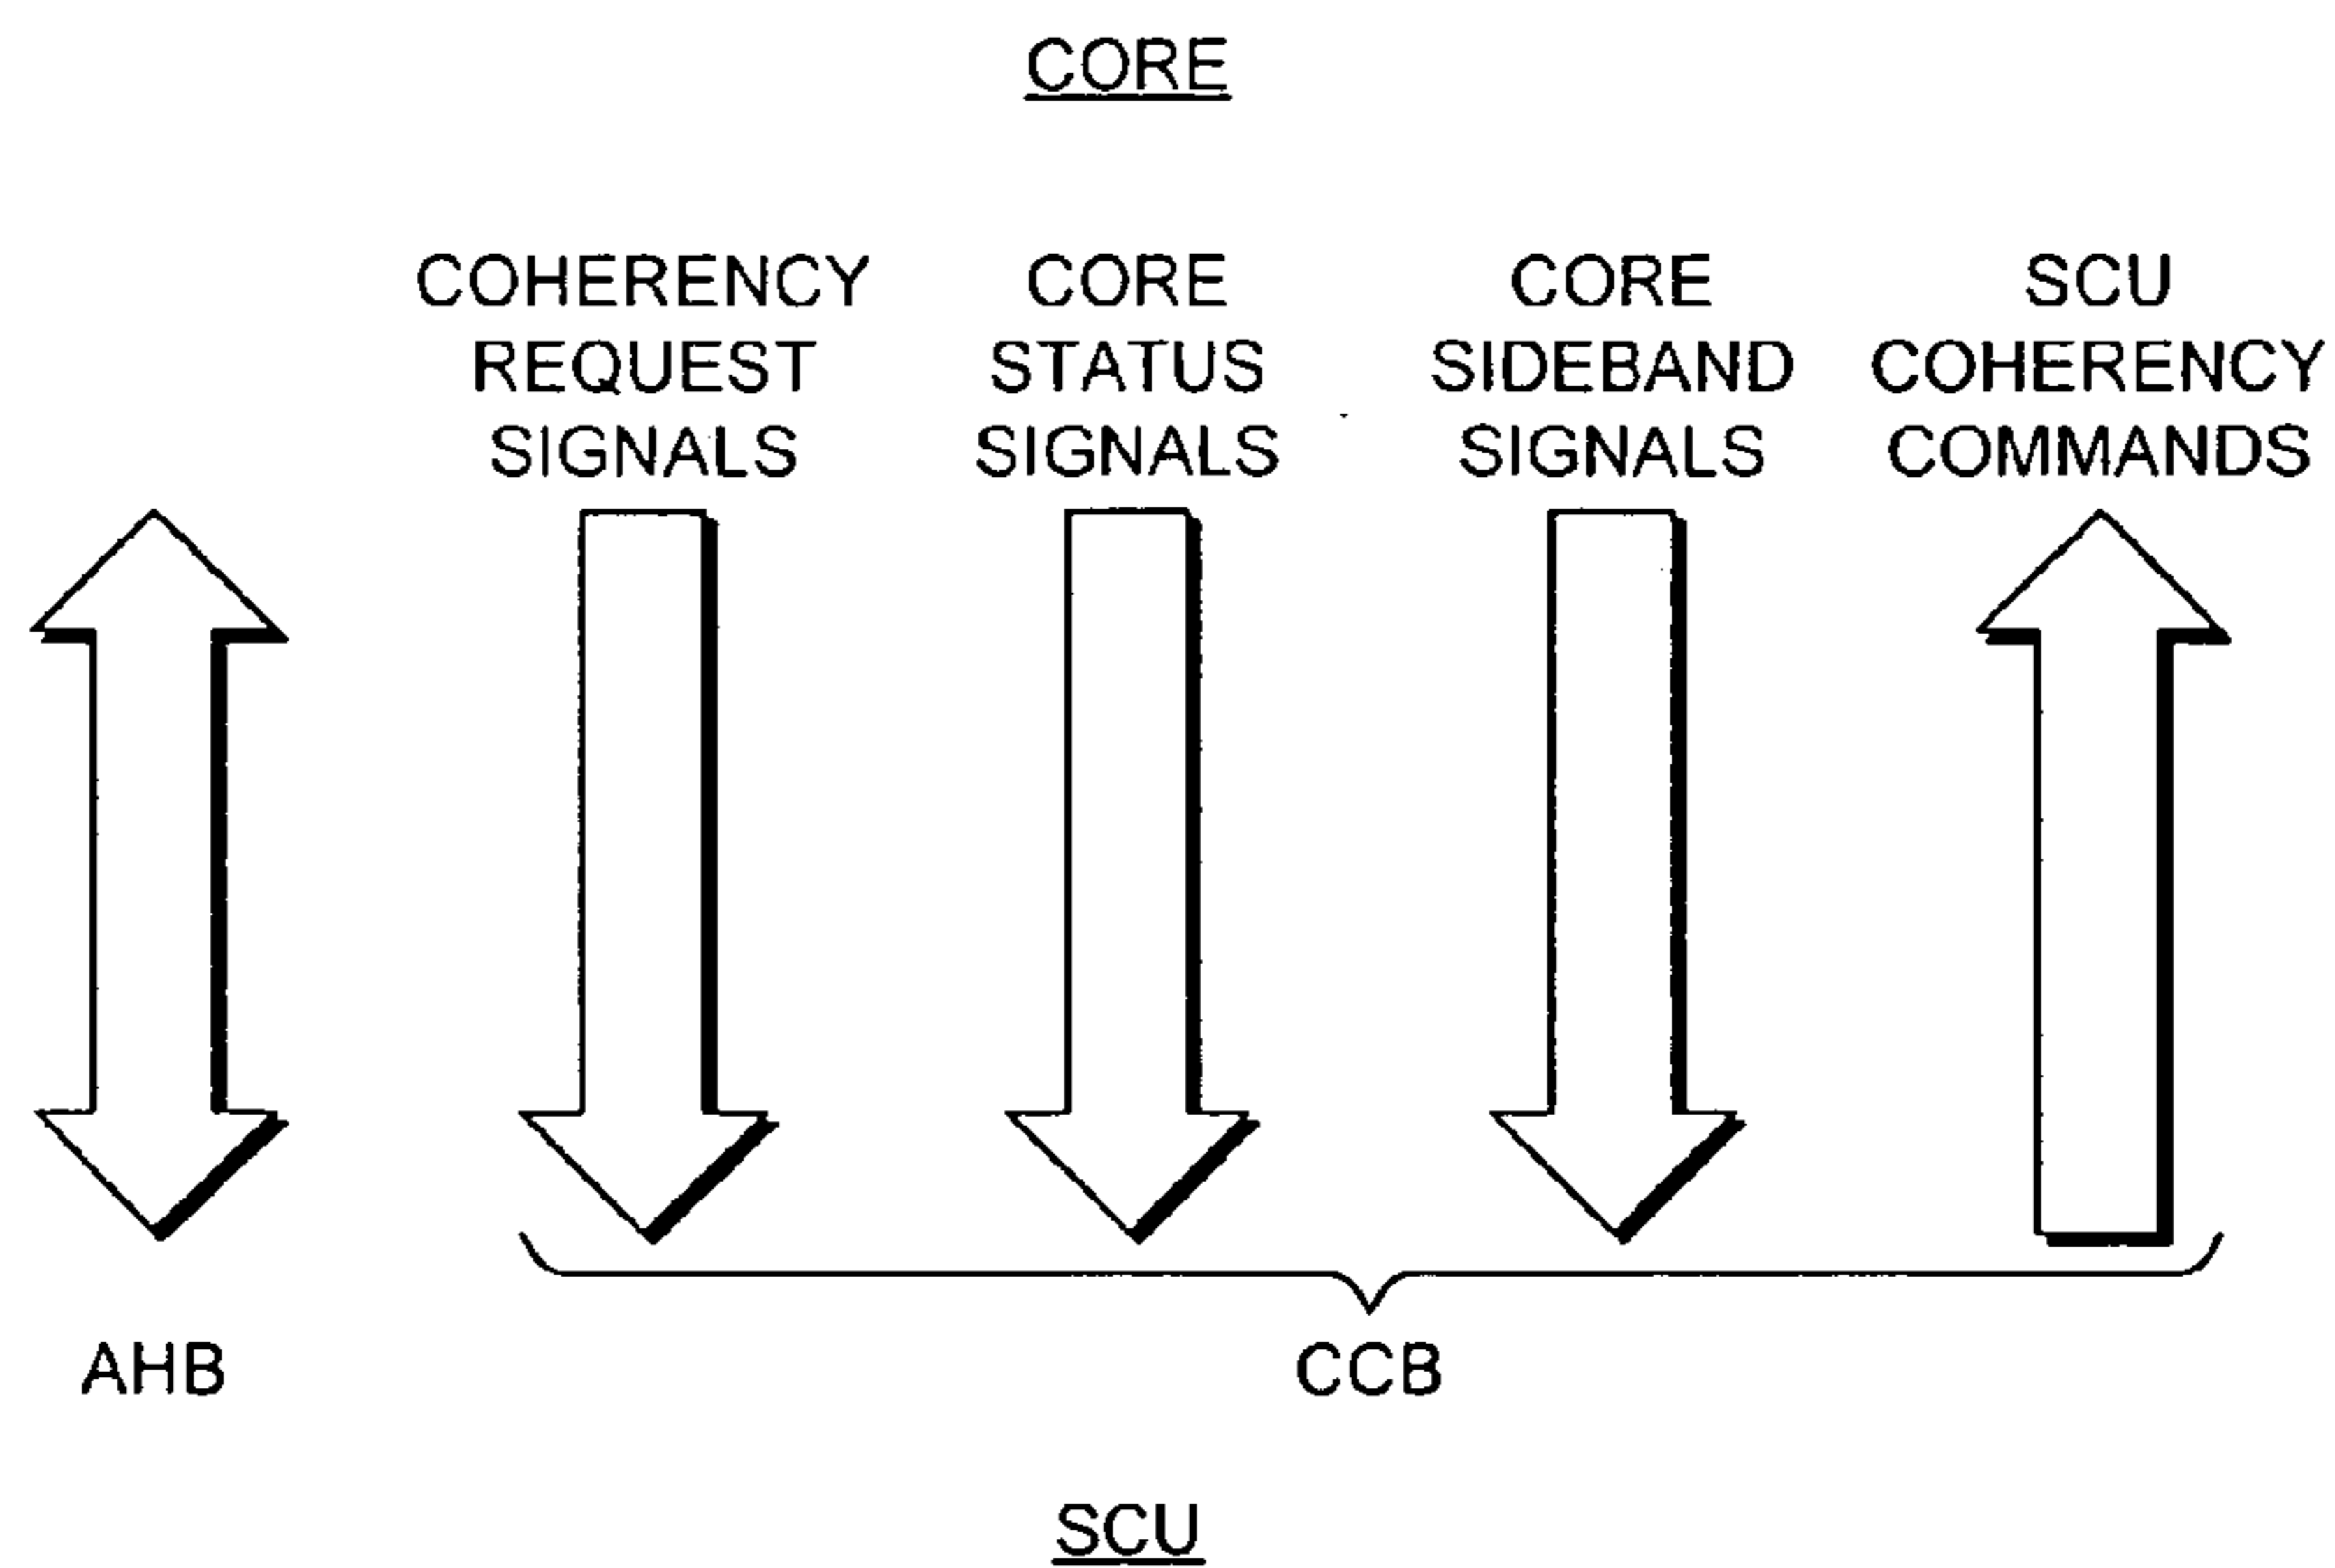 CORE
COHERENCY
REQUEST
SIGNALS
CORE
STATUS
SIGNALS
CORE
SIDEBAND
SIGNALS
SCU
COHERENCY
COMMANDS
AHB
CCB
SCU